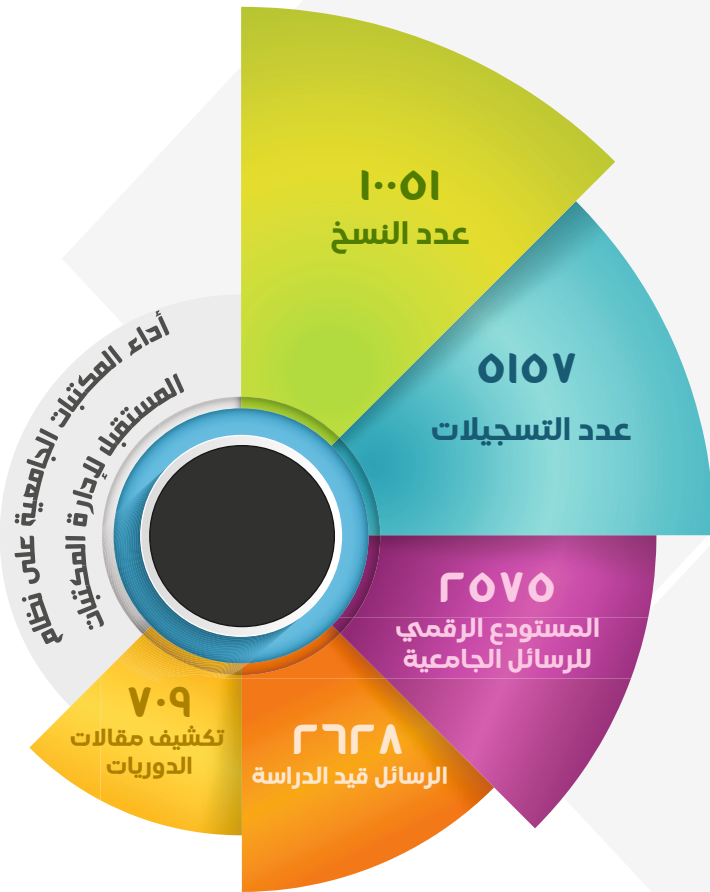 أداء المكتبات الجامعية على نظام
المستقبل لإدارة المكتبات
١٠٠٥١
عدد النسخ
٥١٥٧
عدد التسجيلات
٢٥٧٥
المستودع الرقمي
للرسائل الجامعية
٢٦٢٨
الرسائل قيد الدراسة
٧٠٩
تكشيف مقالات
الدوريات